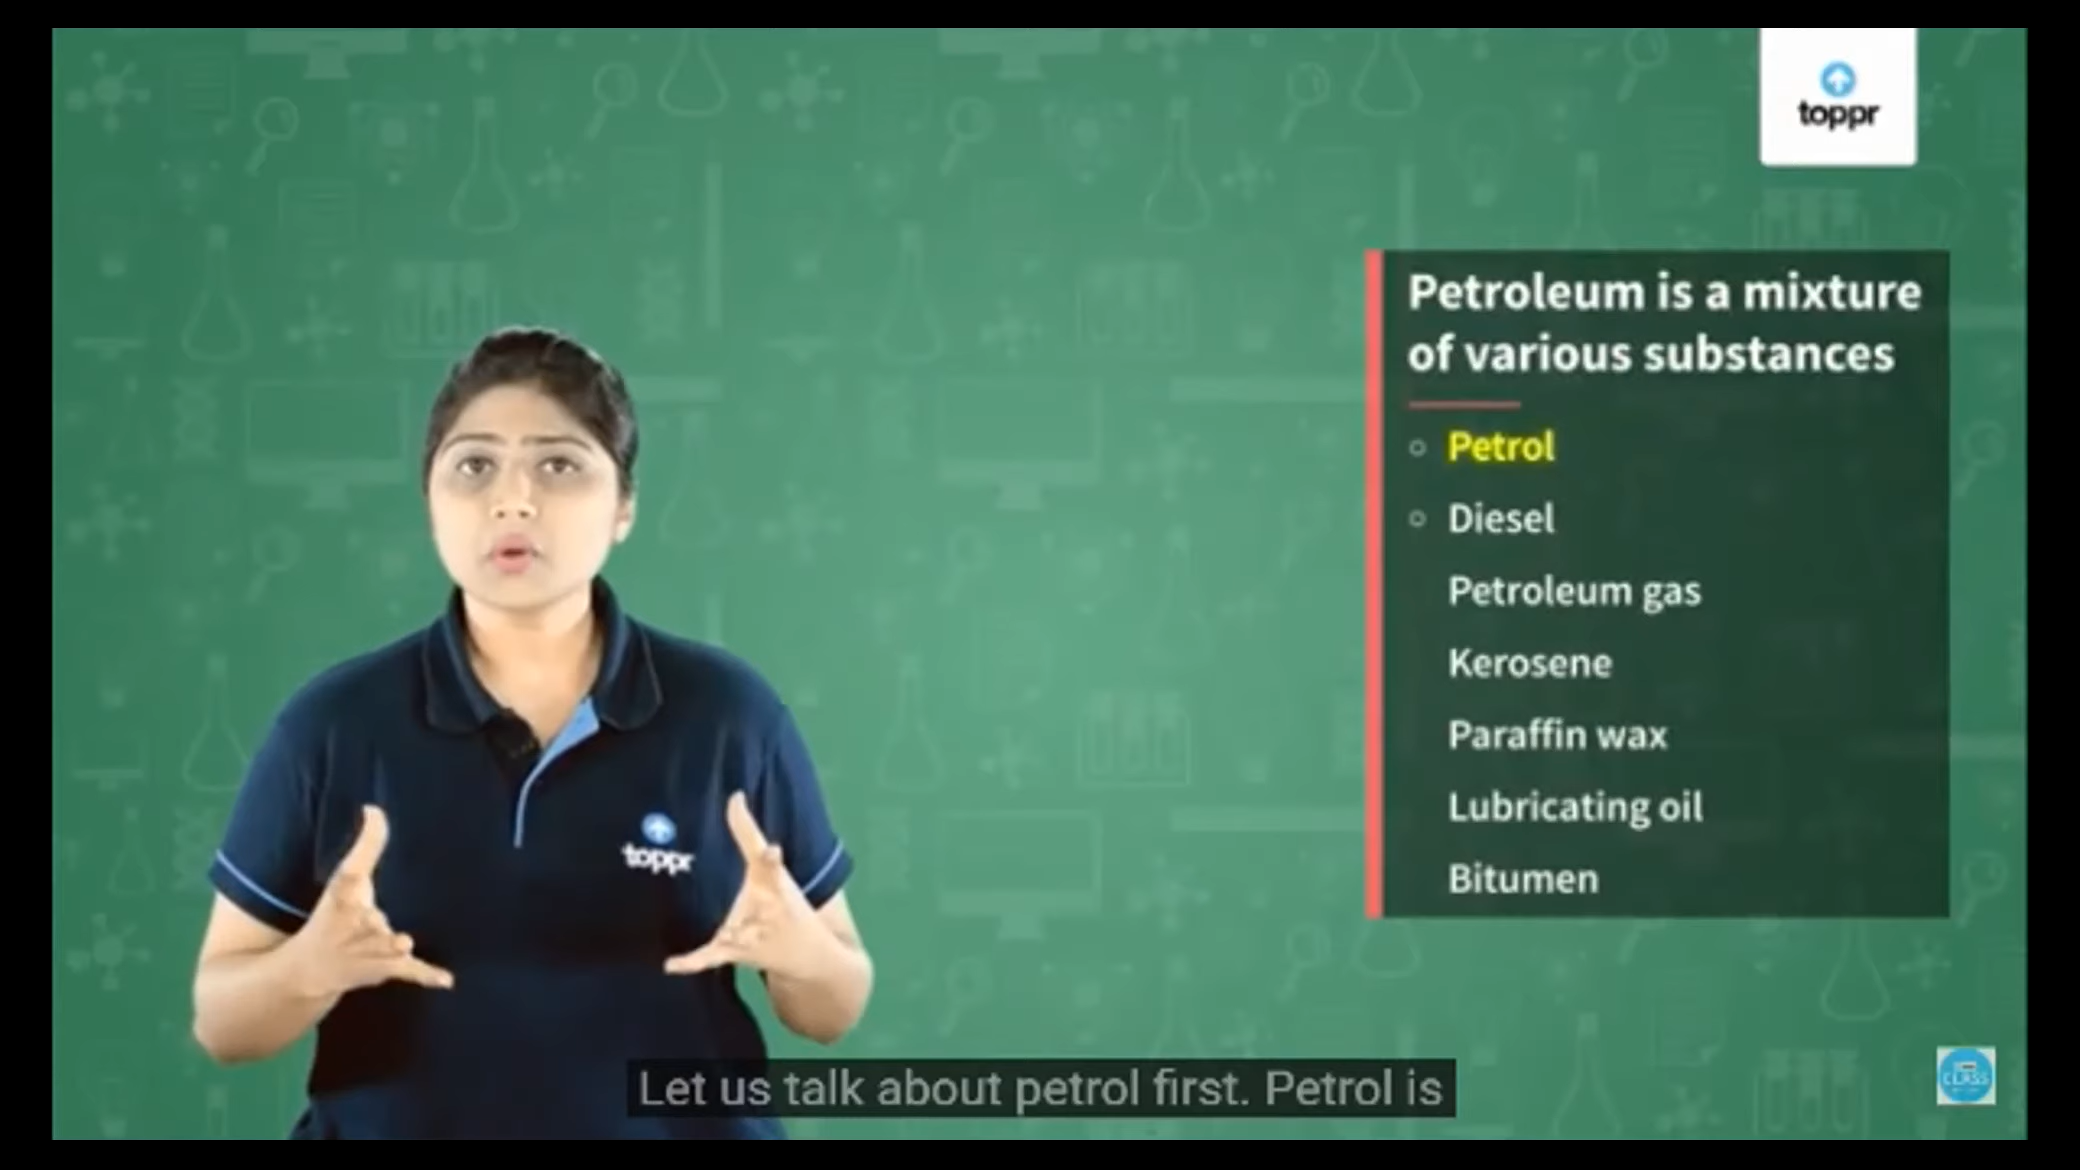 toppr
Petroleum is a mixture
of various substances
Petrol
Diesel
Petroleum gas
Kerosene
Paraffin wax
Lubricating oil
Bitumen
toppr
Let us talk about petrol first. Petrol is
CLASS